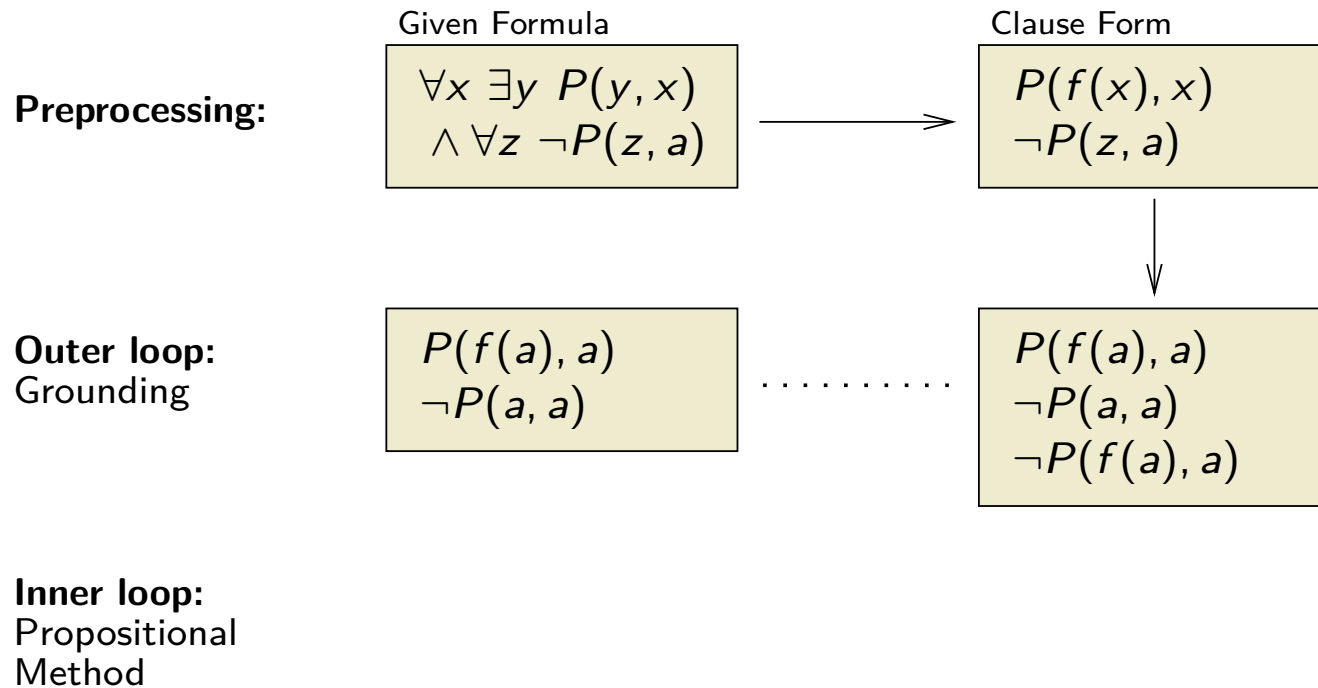 Given Formula
Clause Form
Preprocessing:
∀x ∃y P(y, x)
∧ ∀z ¬P(z, a)
P(f(x), x)
¬P(z, a)
Outer loop:
Grounding
P(f(a), a)
¬P(a, a)
..........
P(f(a), a)
¬P(a, a)
¬P(f(a), a)
Inner loop:
Propositional
Method